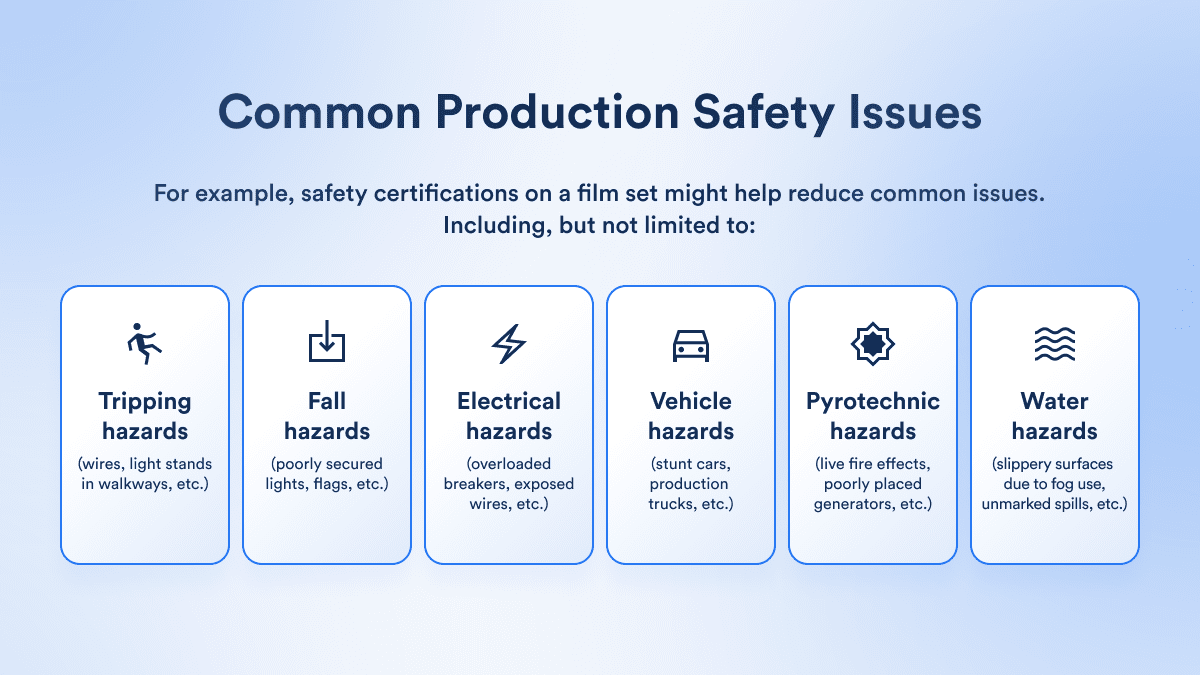 Common Production Safety Issues
For example, safety certifications on a film set might help reduce common issues.
Including, but not limited to:
Tripping
hazards
(wires, light stands
in walkways, etc.)
Fall
hazards
(poorly secured
lights, flags, etc.)
Electrical
hazards
(overloaded
breakers, exposed
wires, etc.)
Vehicle
hazards
(stunt cars,
production
trucks, etc.)
Pyrotechnic
hazards
(live fire effects,
poorly placed
generators, etc.)
Water
hazards
(slippery surfaces
due to fog use,
unmarked spills, etc.)